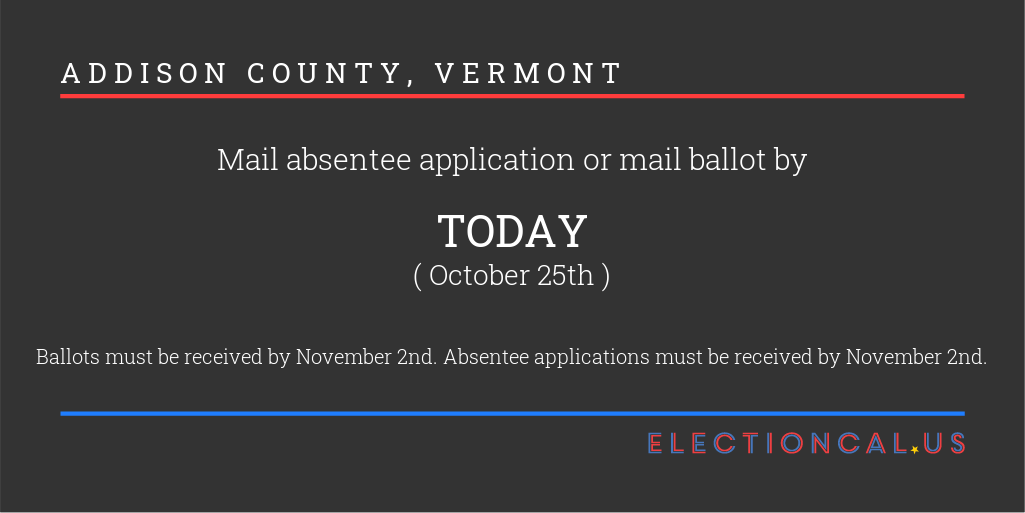 ADDISON COUNTY, VERMONT
Mail absentee application or mail ballot by
TODAY
( October 25th )
Ballots must be received by November 2nd. Absentee applications must be received by November 2nd.
ELECTIONCAL.US